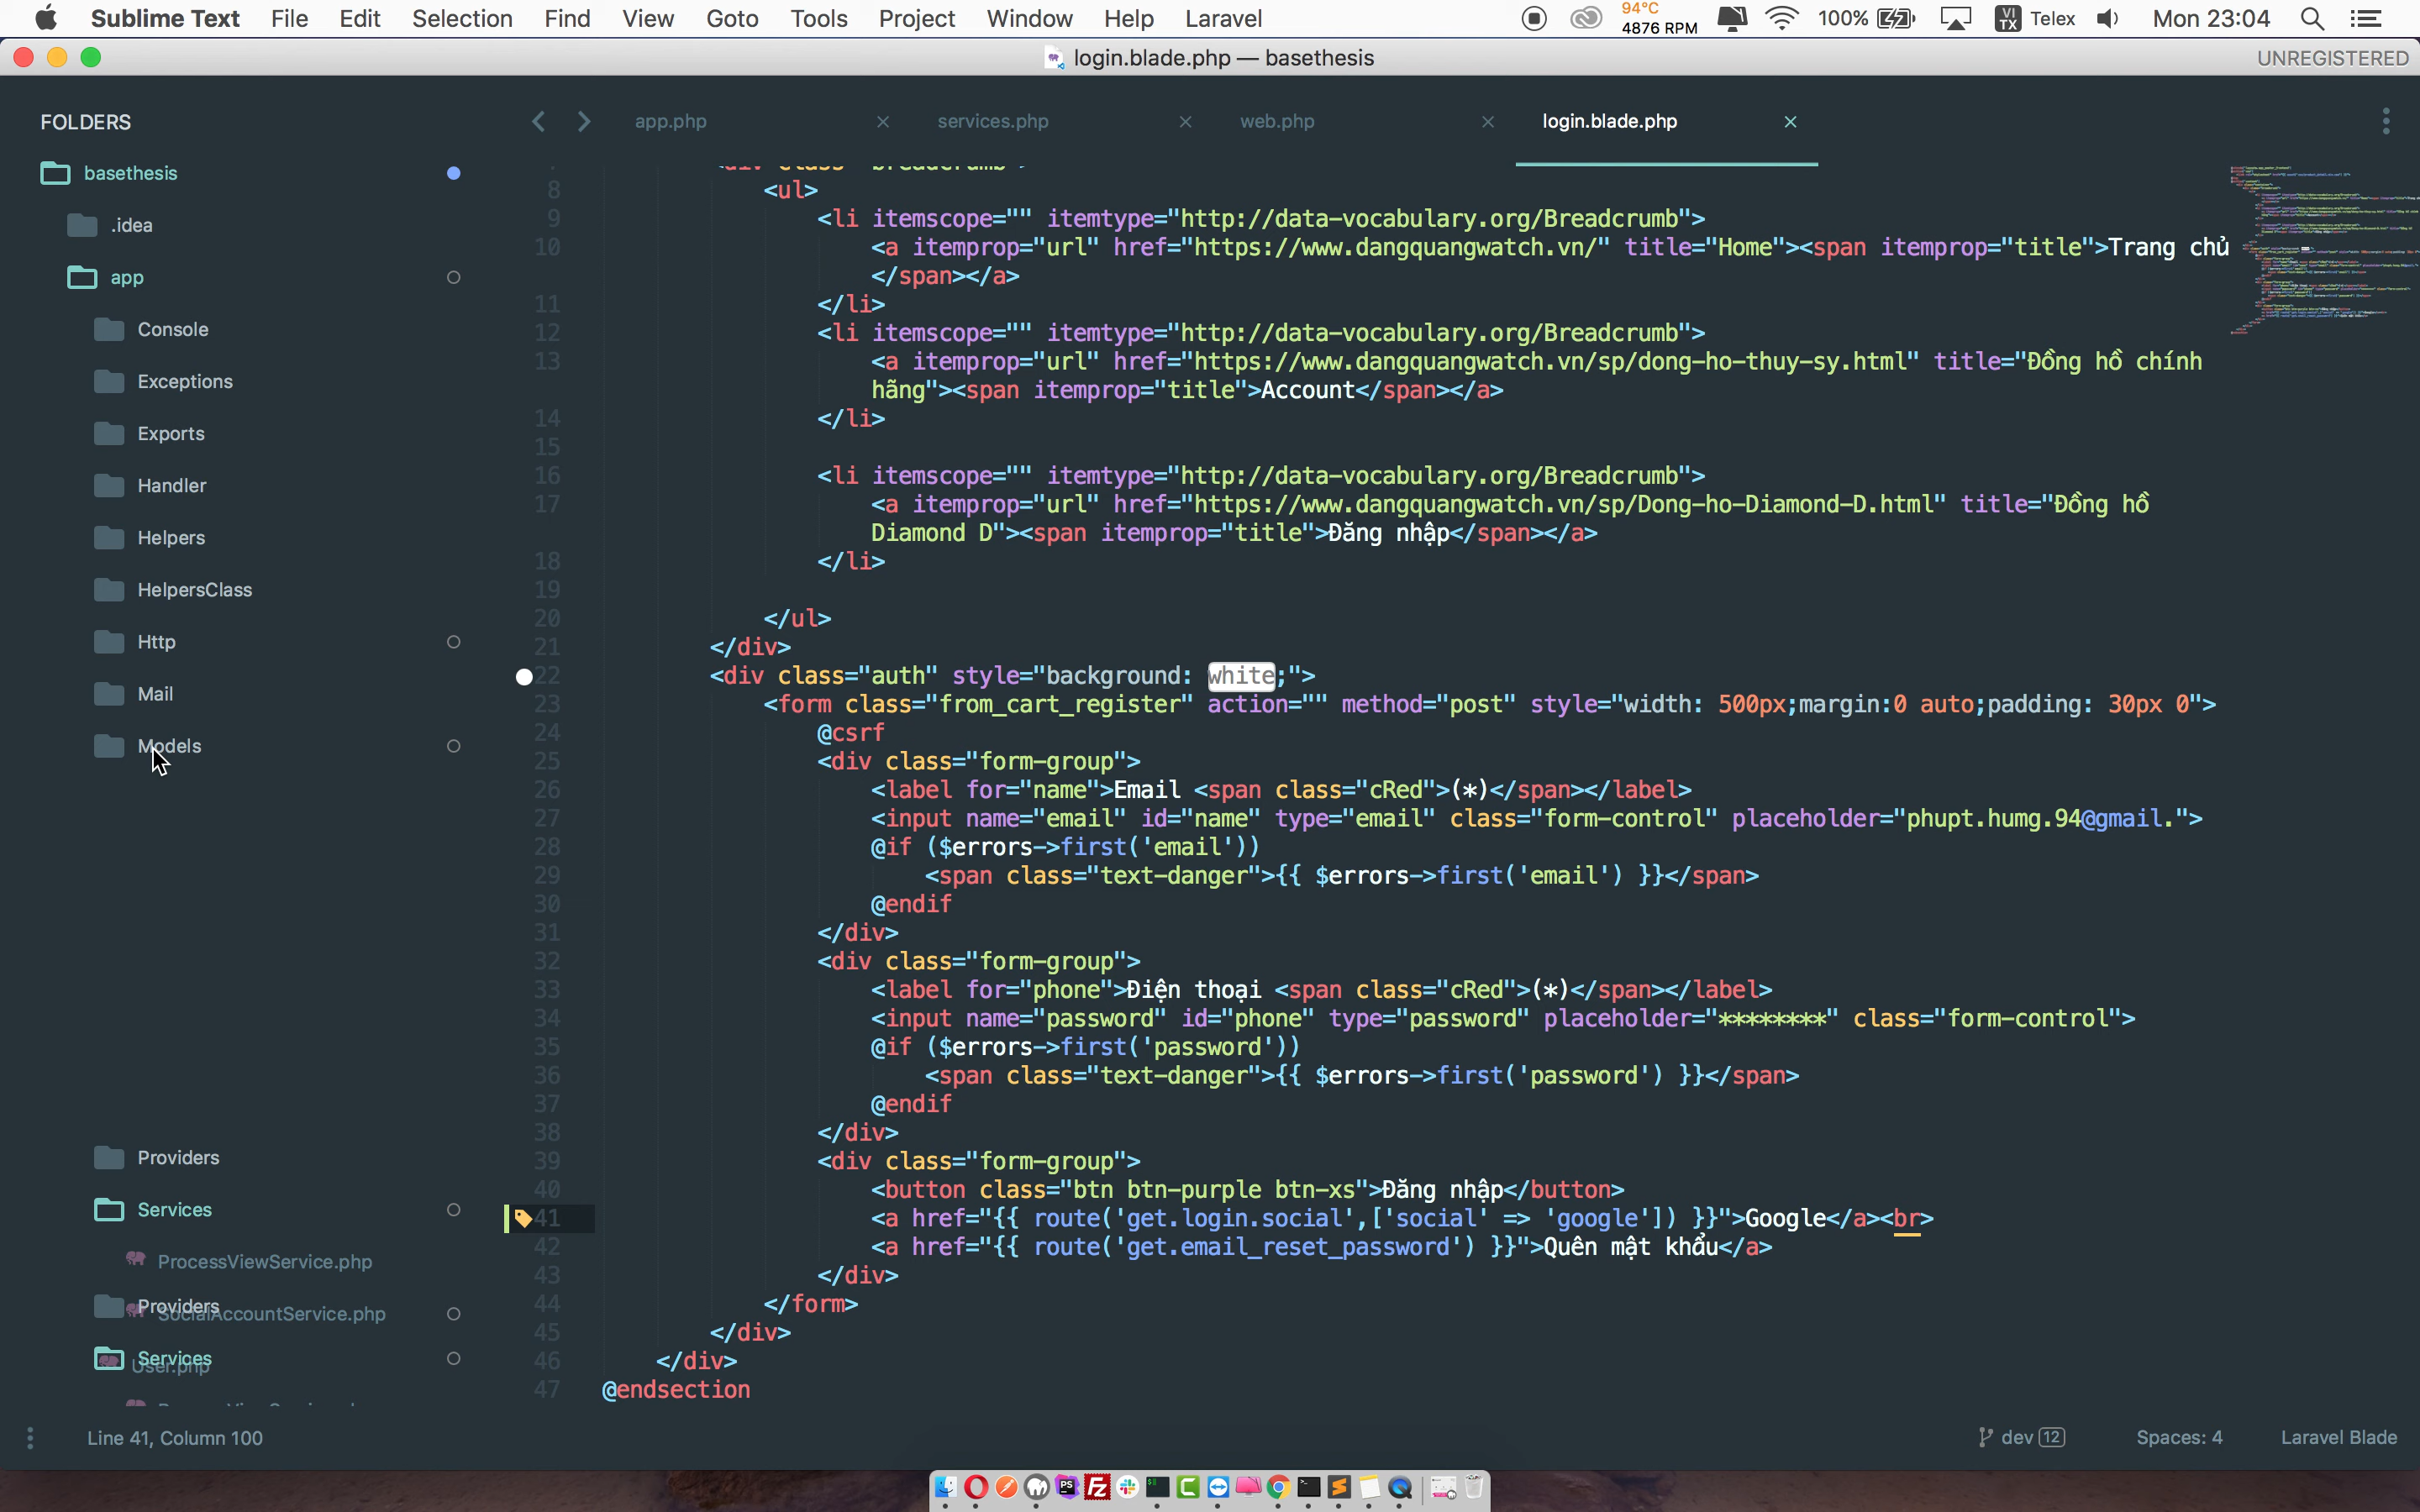 Sublime Text File Edit Selection Find View Goto Tools Project Window Help Laravel
94°C
4876 RPM
100%
VI
TX
Telex
Mon 23:04
login.blade.php — basethesis
UNREGISTERED
FOLDERS
basethesis
.idea
app
Console
Exceptions
Exports
Handler
Helpers
HelpersClass
Http
Mail
Models
Providers
Services
ProcessViewService.php
Providers
SocialAccountService.php
Services
User.php
app.php
services.php
web.php
login.blade.php
8 <ul>
9 <li itemscope="" itemtype="http://data-vocabulary.org/Breadcrumb">
10 <a itemprop="url" href="https://www.dangquangwatch.vn/" title="Home"><span itemprop="title">Trang chủ
</span></a>
11 </li>
12 <li itemscope="" itemtype="http://data-vocabulary.org/Breadcrumb">
13 <a itemprop="url" href="https://www.dangquangwatch.vn/sp/dong-ho-thuy-sy.html" title="Đồng hồ chính
hãng"><span itemprop="title">Account</span></a>
14 </li>
15
16 <li itemscope="" itemtype="http://data-vocabulary.org/Breadcrumb">
17 <a itemprop="url" href="https://www.dangquangwatch.vn/sp/Dong-ho-Diamond-D.html" title="Đồng hồ
Diamond D"><span itemprop="title">Đăng nhập</span></a>
18 </li>
19
20 </ul>
21 </div>
22 <div class="auth" style="background: white;">
23 <form class="from_cart_register" action="" method="post" style="width: 500px;margin:0 auto;padding: 30px 0">
24 @csrf
25 <div class="form-group">
26 <label for="name">Email <span class="cRed">(*)</span></label>
27 <input name="email" id="name" type="email" class="form-control" placeholder="phupt.humg.94@gmail.">
28 @if ($errors->first('email'))
29 <span class="text-danger">{{ $errors->first('email') }}</span>
30 @endif
31 </div>
32 <div class="form-group">
33 <label for="phone">Điện thoại <span class="cRed">(*)</span></label>
34 <input name="password" id="phone" type="password" placeholder="********" class="form-control">
35 @if ($errors->first('password'))
36 <span class="text-danger">{{ $errors->first('password') }}</span>
37 @endif
38 </div>
39 <div class="form-group">
40 <button class="btn btn-purple btn-xs">Đăng nhập</button>
41 <a href="{{ route('get.login.social',['social' => 'google']) }}">Google</a><br>
42 <a href="{{ route('get.email_reset_password') }}">Quên mật khẩu</a>
43 </div>
44 </form>
45 </div>
46 </div>
47 @endsection
Line 41, Column 100
dev 12
Spaces: 4
Laravel Blade